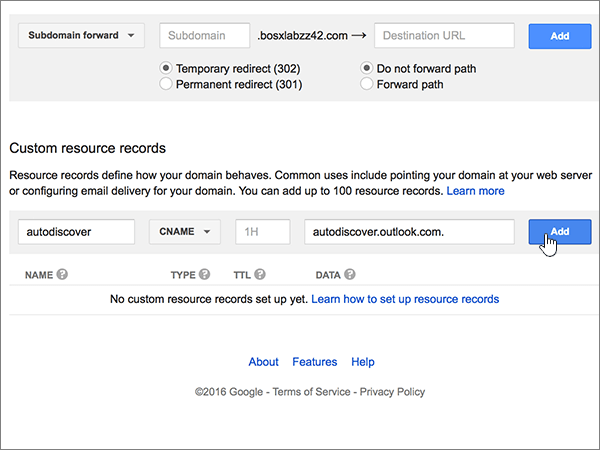 Subdomain forward Subdomain .bosxlabzz42.com → Destination URL Add
Temporary redirect (302) Do not forward path
Permanent redirect (301) Forward path
Custom resource records
Resource records define how your domain behaves. Common uses include pointing your domain at your web server
or configuring email delivery for your domain. You can add up to 100 resource records. Learn more
autodiscover CNAME 1H autodiscover.outlook.com. Add
NAME ? TYPE ? TTL ? DATA ?
No custom resource records set up yet. Learn how to set up resource records
About Features Help
©2016 Google - Terms of Service - Privacy Policy